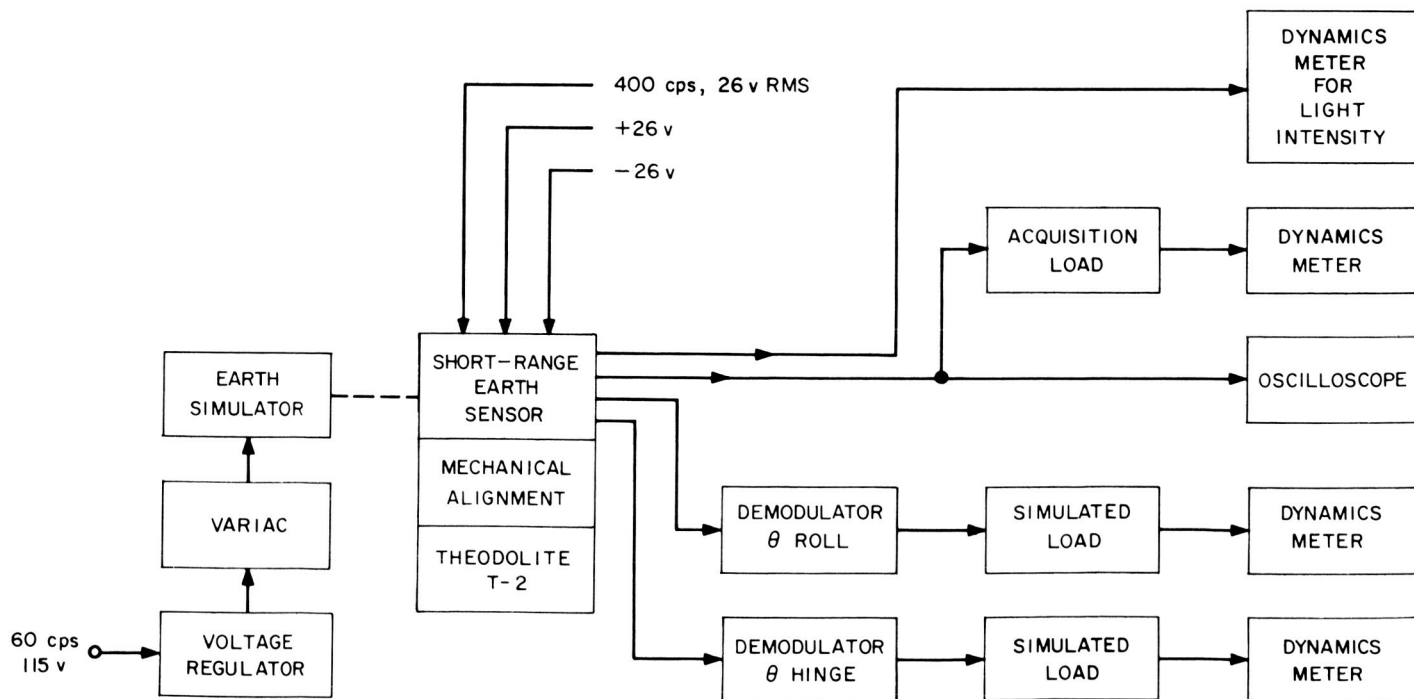 DYNAMICS
METER
FOR
LIGHT
INTENSITY
400 cps, 26 v RMS
+26 v
-26 v
ACQUISITION
LOAD
DYNAMICS
METER
SHORT-RANGE
EARTH
SENSOR
EARTH
SIMULATOR
OSCILLOSCOPE
MECHANICAL
ALIGNMENT
VARIAC
DEMODULATOR
θ ROLL
SIMULATED
LOAD
DYNAMICS
METER
THEODOLITE
T-2
60 cps
115 v
VOLTAGE
REGULATOR
DEMODULATOR
θ HINGE
SIMULATED
LOAD
DYNAMICS
METER